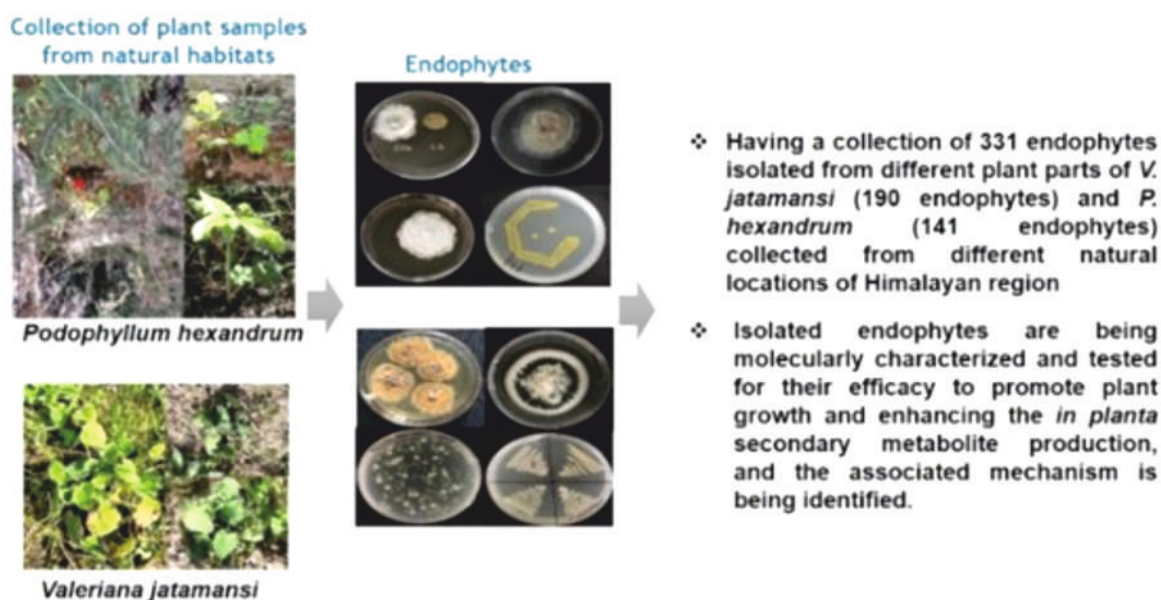 Collection of plant samples
from natural habitats
Endophytes
Podophyllum hexandrum
Valeriana jatamansi
❖ Having a collection of 331 endophytes
isolated from different plant parts of V.
jatamansi (190 endophytes) and P.
hexandrum (141 endophytes)
collected from different natural
locations of Himalayan region
❖ Isolated endophytes are being
molecularly characterized and tested
for their efficacy to promote plant
growth and enhancing the in planta
secondary metabolite production,
and the associated mechanism is
being identified.